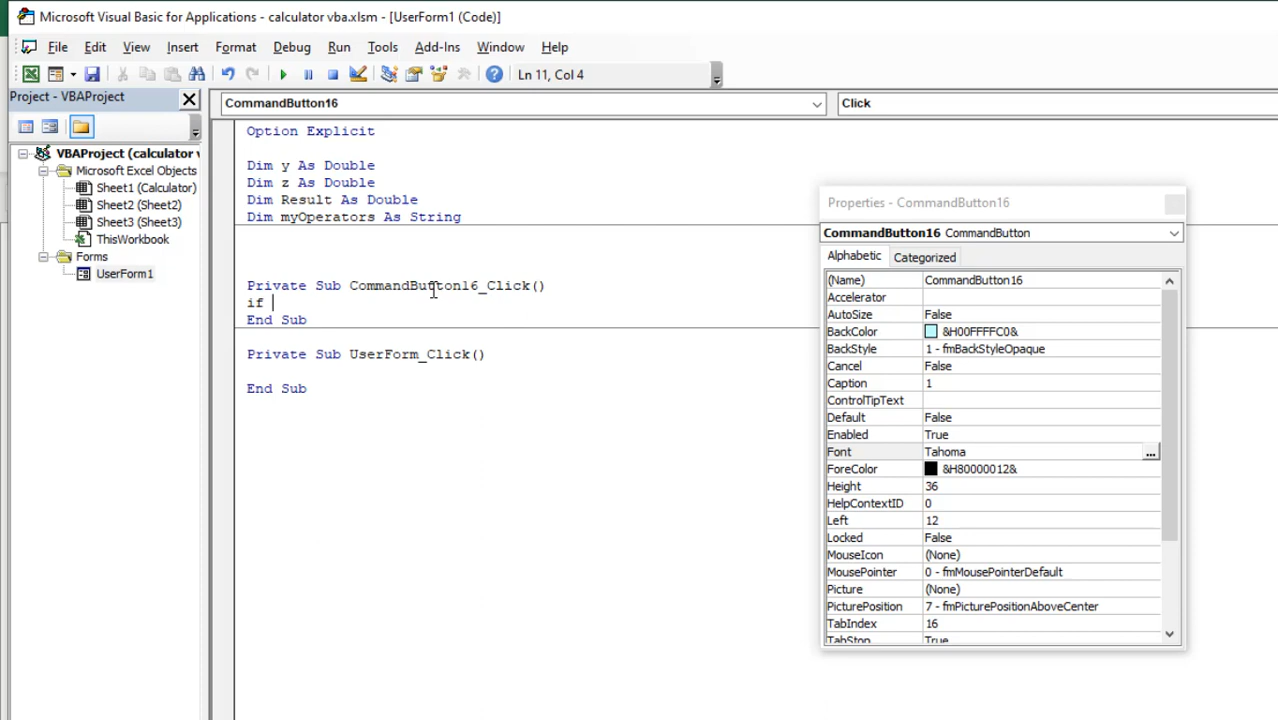 Microsoft Visual Basic for Applications - calculator vba.xlsm - [UserForm1 (Code)]
File Edit View Insert Format Debug Run Tools Add-Ins Window Help
Ln 11, Col 4
Project - VBAProject
VBAProject (calculator v
Microsoft Excel Objects
Sheet1 (Calculator)
Sheet2 (Sheet2)
Sheet3 (Sheet3)
ThisWorkbook
Forms
UserForm1
CommandButton16 Click
Option Explicit
Dim y As Double
Dim z As Double
Dim Result As Double
Dim myOperators As String
Private Sub CommandButton16_Click()
if
End Sub
Private Sub UserForm_Click()
End Sub
Properties - CommandButton16
CommandButton16 CommandButton
Alphabetic Categorized
(Name) CommandButton16
Accelerator
AutoSize False
BackColor &H00FFFFC0&
BackStyle 1 - fmBackStyleOpaque
Cancel False
Caption 1
ControlTipText
Default False
Enabled True
Font Tahoma ...
ForeColor &H80000012&
Height 36
HelpContextID 0
Left 12
Locked False
MouseIcon (None)
MousePointer 0 - fmMousePointerDefault
Picture (None)
PicturePosition 7 - fmPicturePositionAboveCenter
TabIndex 16
TabStop True